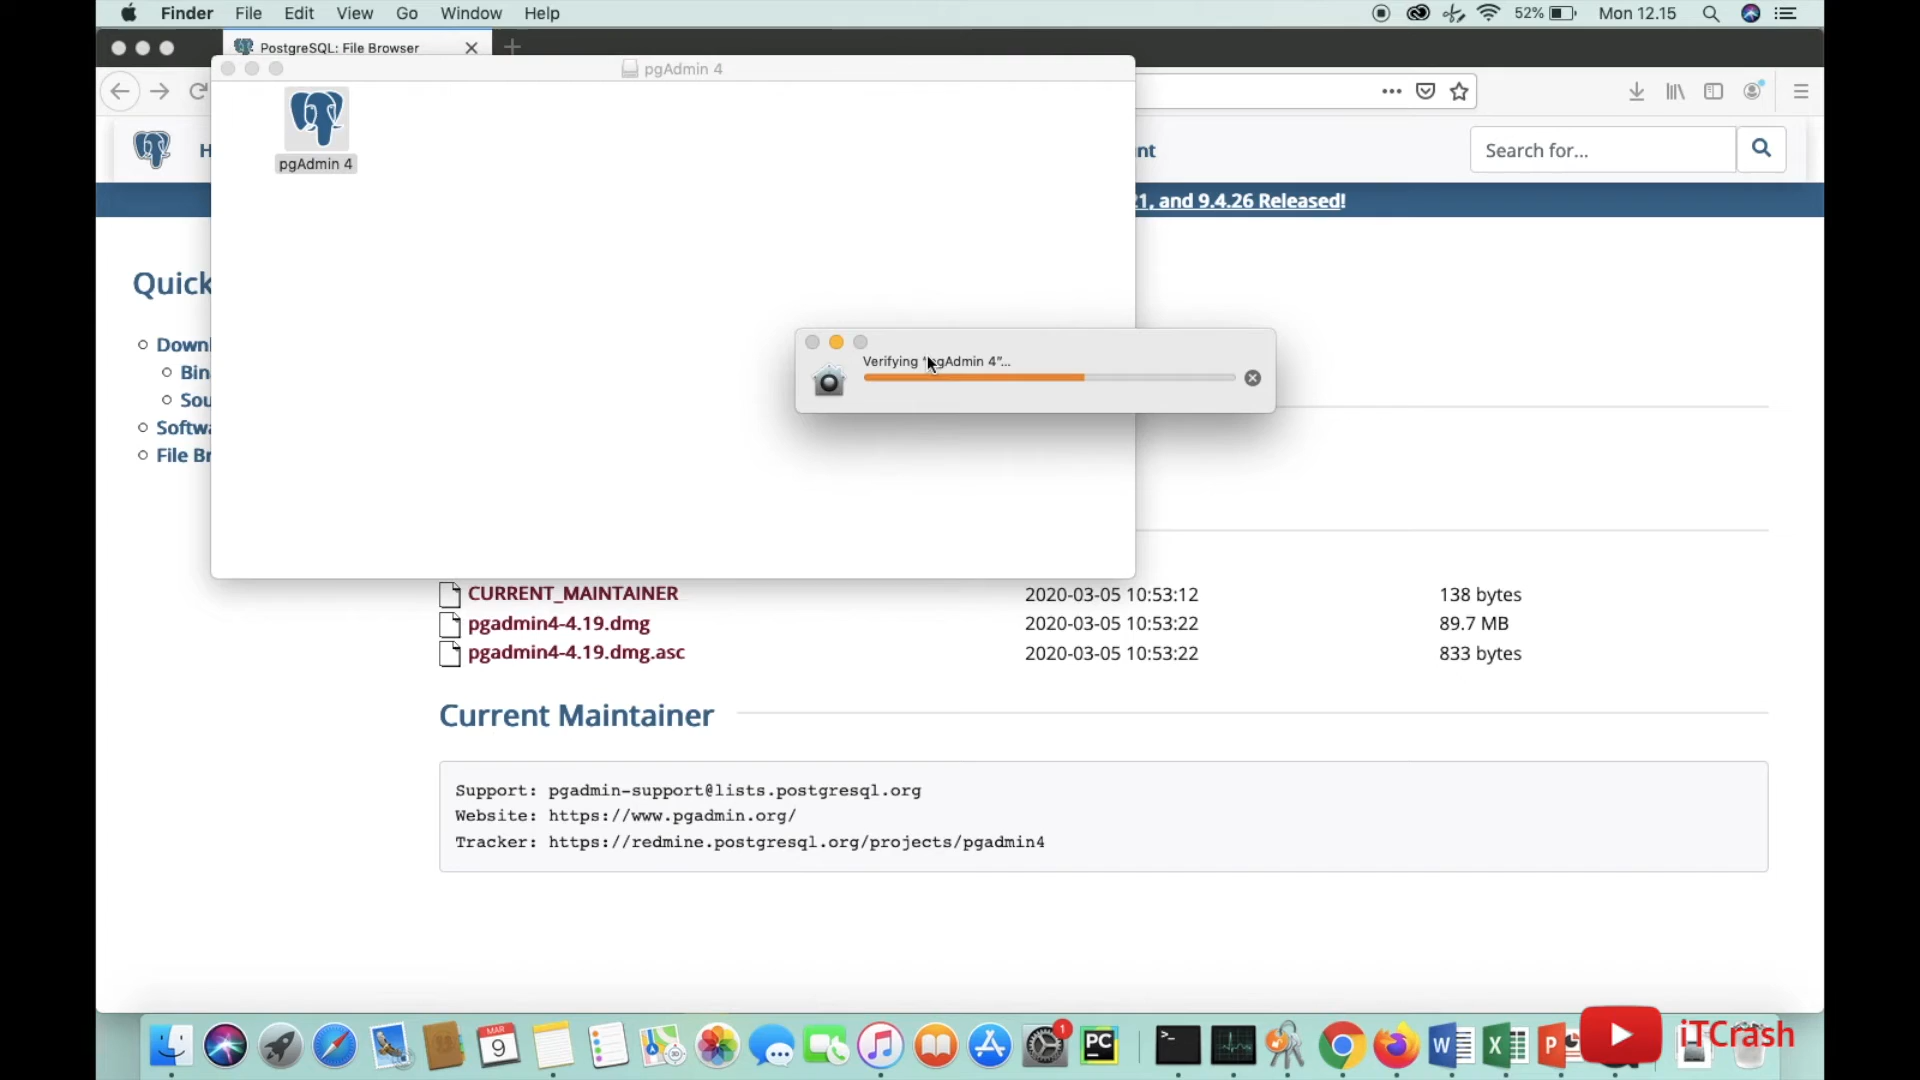 Finder File Edit View Go Window Help 52% Mon 12.15
PostgreSQL: File Browser
pgAdmin 4
pgAdmin 4
Search for...
nt
21, and 9.4.26 Released!
Quick
Downl
Bina
Sou
Softwa
File Br
Verifying “pgAdmin 4”...
CURRENT_MAINTAINER 2020-03-05 10:53:12 138 bytes
pgadmin4-4.19.dmg 2020-03-05 10:53:22 89.7 MB
pgadmin4-4.19.dmg.asc 2020-03-05 10:53:22 833 bytes
Current Maintainer
Support: pgadmin-support@lists.postgresql.org
Website: https://www.pgadmin.org/
Tracker: https://redmine.postgresql.org/projects/pgadmin4
MAR
9
1
PC
W
X
P
iTCrash